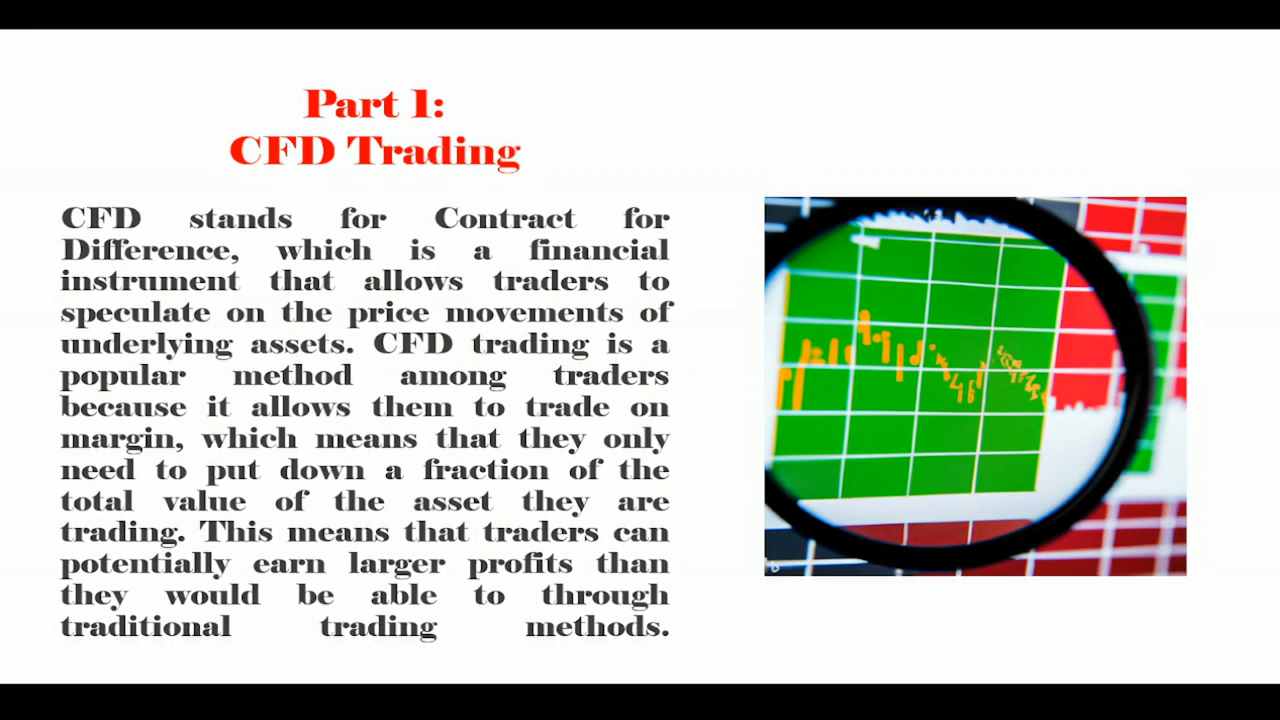 Part 1:
CFD Trading
CFD stands for Contract for
Difference, which is a financial
instrument that allows traders to
speculate on the price movements of
underlying assets. CFD trading is a
popular method among traders
because it allows them to trade on
margin, which means that they only
need to put down a fraction of the
total value of the asset they are
trading. This means that traders can
potentially earn larger profits than
they would be able to through
traditional trading methods.